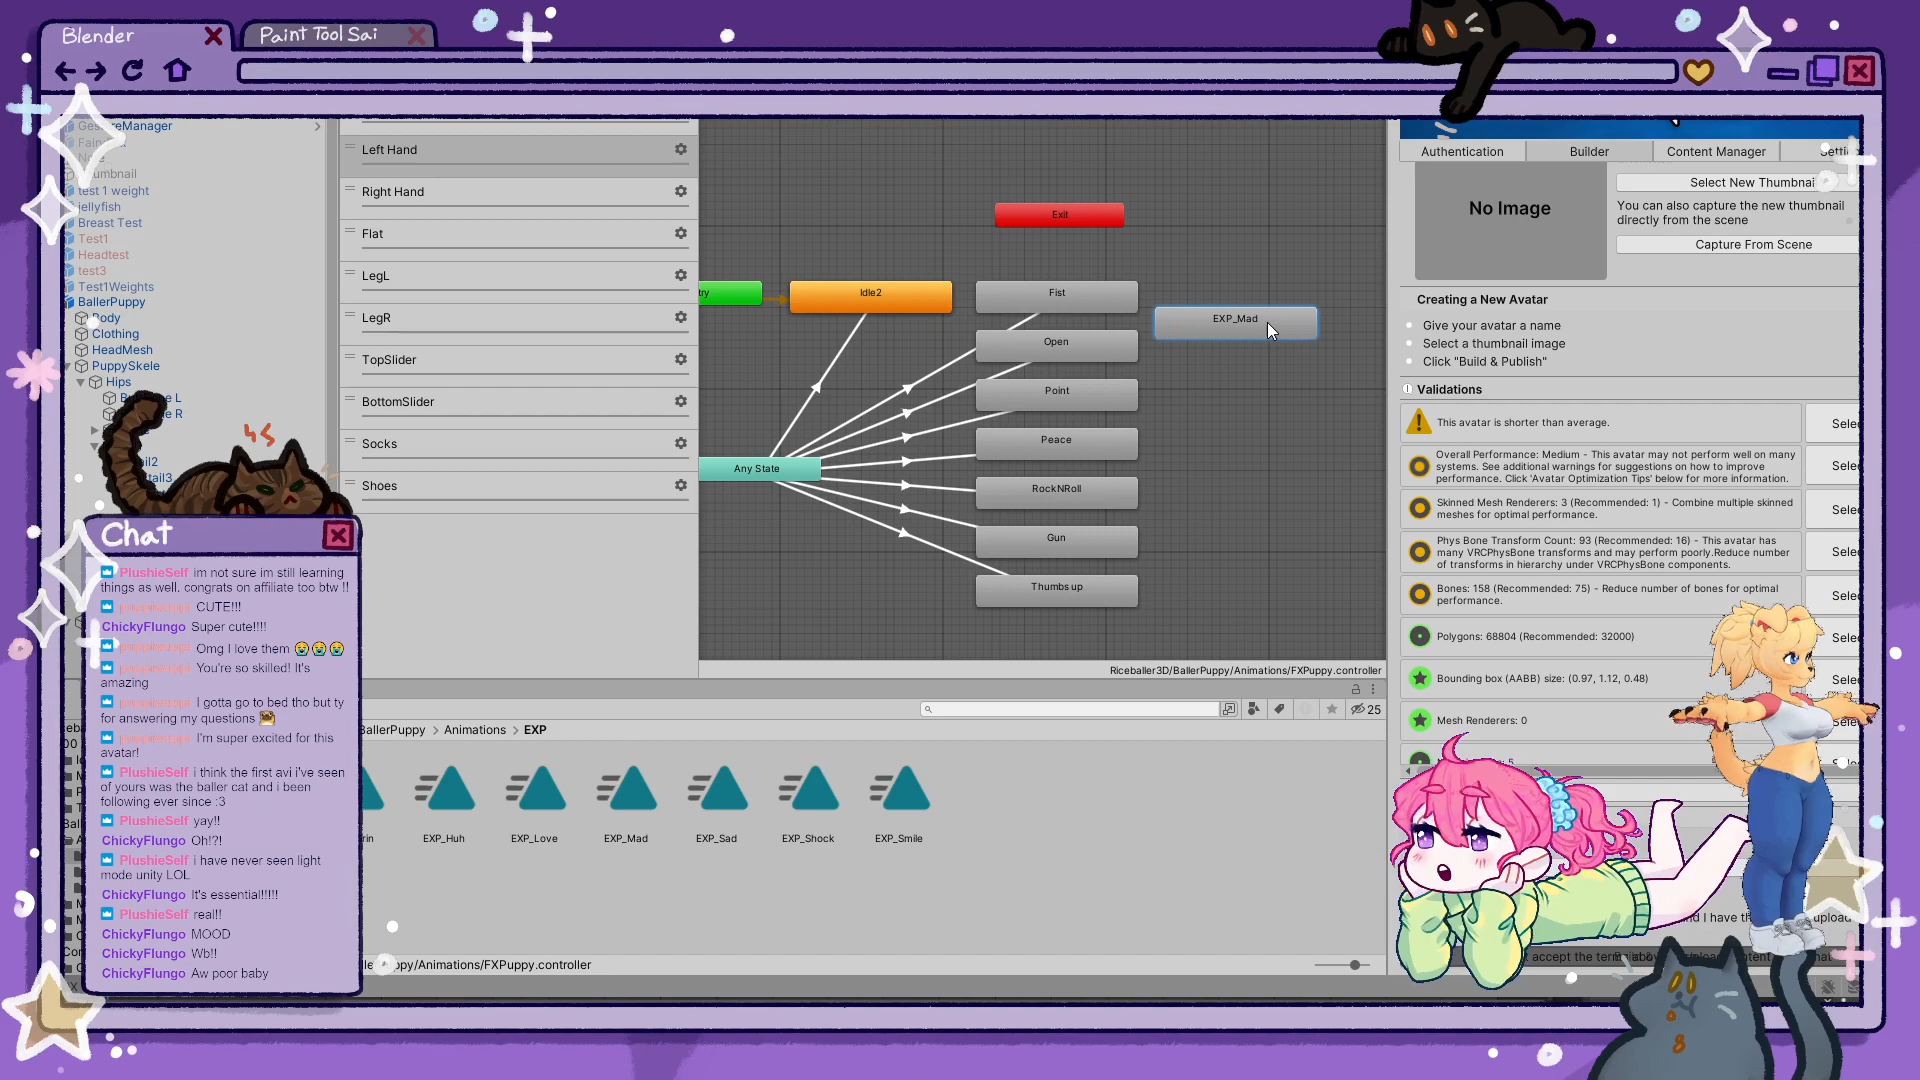 Blender
Paint Tool Sai
GestureManager
test 1 weight
jellyfish
Breast Test
Test1
Headtest
test3
Test1Weights
BallerPuppy
Body
Clothing
HeadMesh
PuppySkele
Hips
Left Hand
Right Hand
Flat
LegL
LegR
TopSlider
BottomSlider
Socks
Shoes
Exit
Idle2
Fist
EXP_Mad
Open
Point
Peace
Any State
RockNRoll
Gun
Thumbs up
Riceballer3D/BallerPuppy/Animations/FXPuppy.controller
25
BallerPuppy > Animations > EXP
EXP_Huh
EXP_Love
EXP_Mad
EXP_Sad
EXP_Shock
EXP_Smile
ppy/Animations/FXPuppy.controller
Authentication
Builder
Content Manager
No Image
Select New Thumbnai
You can also capture the new thumbnail
directly from the scene
Capture From Scene
Creating a New Avatar
Give your avatar a name
Select a thumbnail image
Click "Build & Publish"
Validations
This avatar is shorter than average.
Overall Performance: Medium - This avatar may not perform well on many
systems. See additional warnings for suggestions on how to improve
performance. Click 'Avatar Optimization Tips' below for more information.
Skinned Mesh Renderers: 3 (Recommended: 1) - Combine multiple skinned
meshes for optimal performance.
Phys Bone Transform Count: 93 (Recommended: 16) - This avatar has
many VRCPhysBone transforms and may perform poorly.Reduce number
of transforms in hierarchy under VRCPhysBone components.
Bones: 158 (Recommended: 75) - Reduce number of bones for optimal
performance.
Polygons: 68804 (Recommended: 32000)
Bounding box (AABB) size: (0.97, 1.12, 0.48)
Mesh Renderers: 0
Chat
PlushieSelf im not sure im still learning
things as well. congrats on affiliate too btw !!
CUTE!!!
ChickyFlungo Super cute!!!!
Omg I love them 😭😭😭
You're so skilled! It's
amazing
I gotta go to bed tho but ty
for answering my questions
I'm super excited for this
avatar!
PlushieSelf i think the first avi i've seen
of yours was the baller cat and i been
following ever since :3
PlushieSelf yay!!
ChickyFlungo Oh!?!
PlushieSelf i have never seen light
mode unity LOL
ChickyFlungo It's essential!!!!!
PlushieSelf real!!
ChickyFlungo MOOD
ChickyFlungo Wb!!
ChickyFlungo Aw poor baby